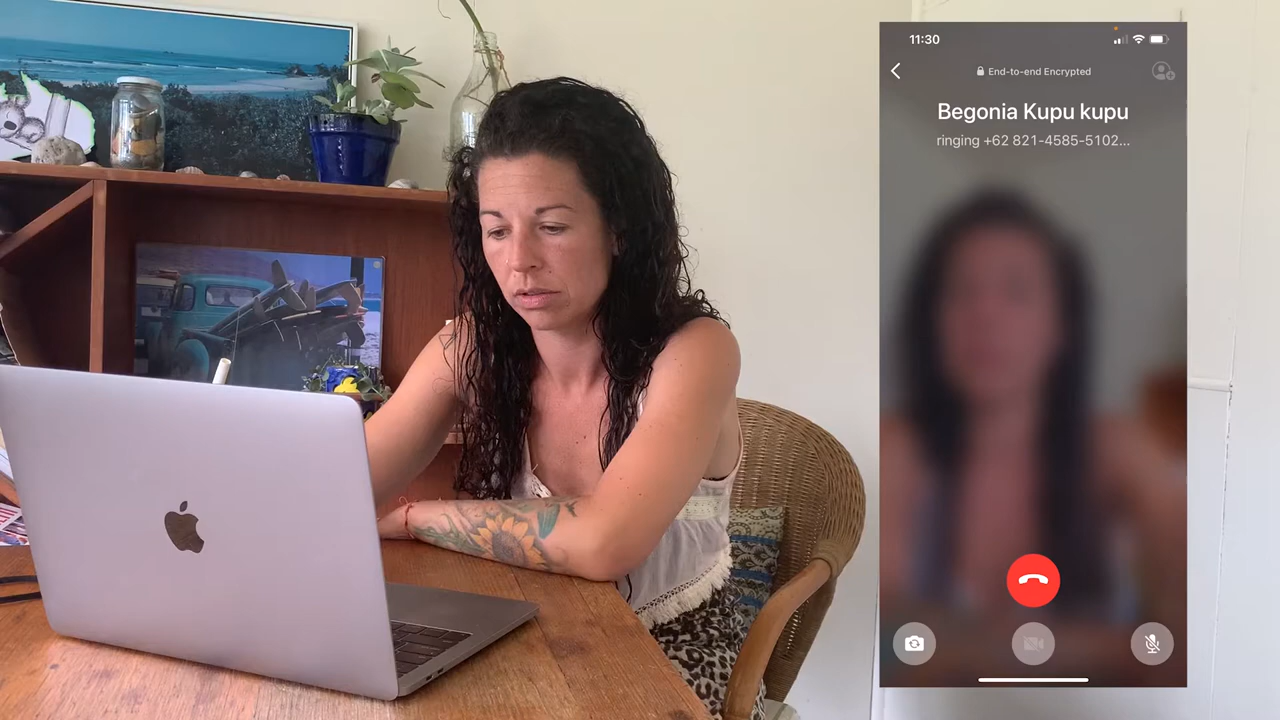 11:30
End-to-end Encrypted
Begonia Kupu kupu
ringing +62 821-4585-5102...